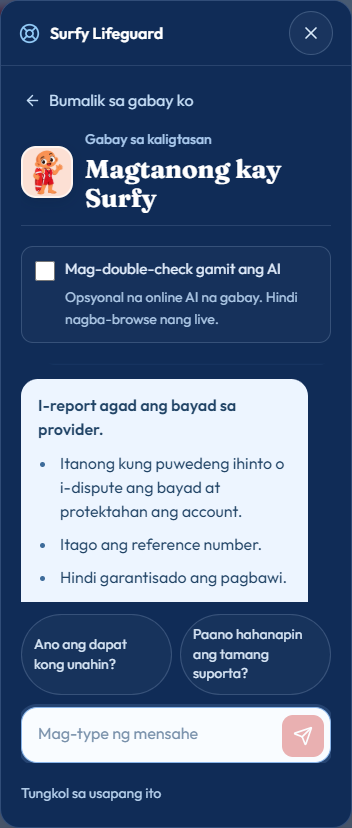 Surfy Lifeguard
Bumalik sa gabay ko
Gabay sa kaligtasan
Magtanong kay
Surfy
Mag-double-check gamit ang AI
Opsyonal na online AI na gabay. Hindi
nagba-browse nang live.
I-report agad ang bayad sa
provider.
Itanong kung puwedeng ihinto o
i-dispute ang bayad at
protektahan ang account.
Itago ang reference number.
Hindi garantisado ang pagbawi.
Ano ang dapat
kong unahin?
Paano hahanapin
ang tamang
suporta?
Mag-type ng mensahe
Tungkol sa usapang ito